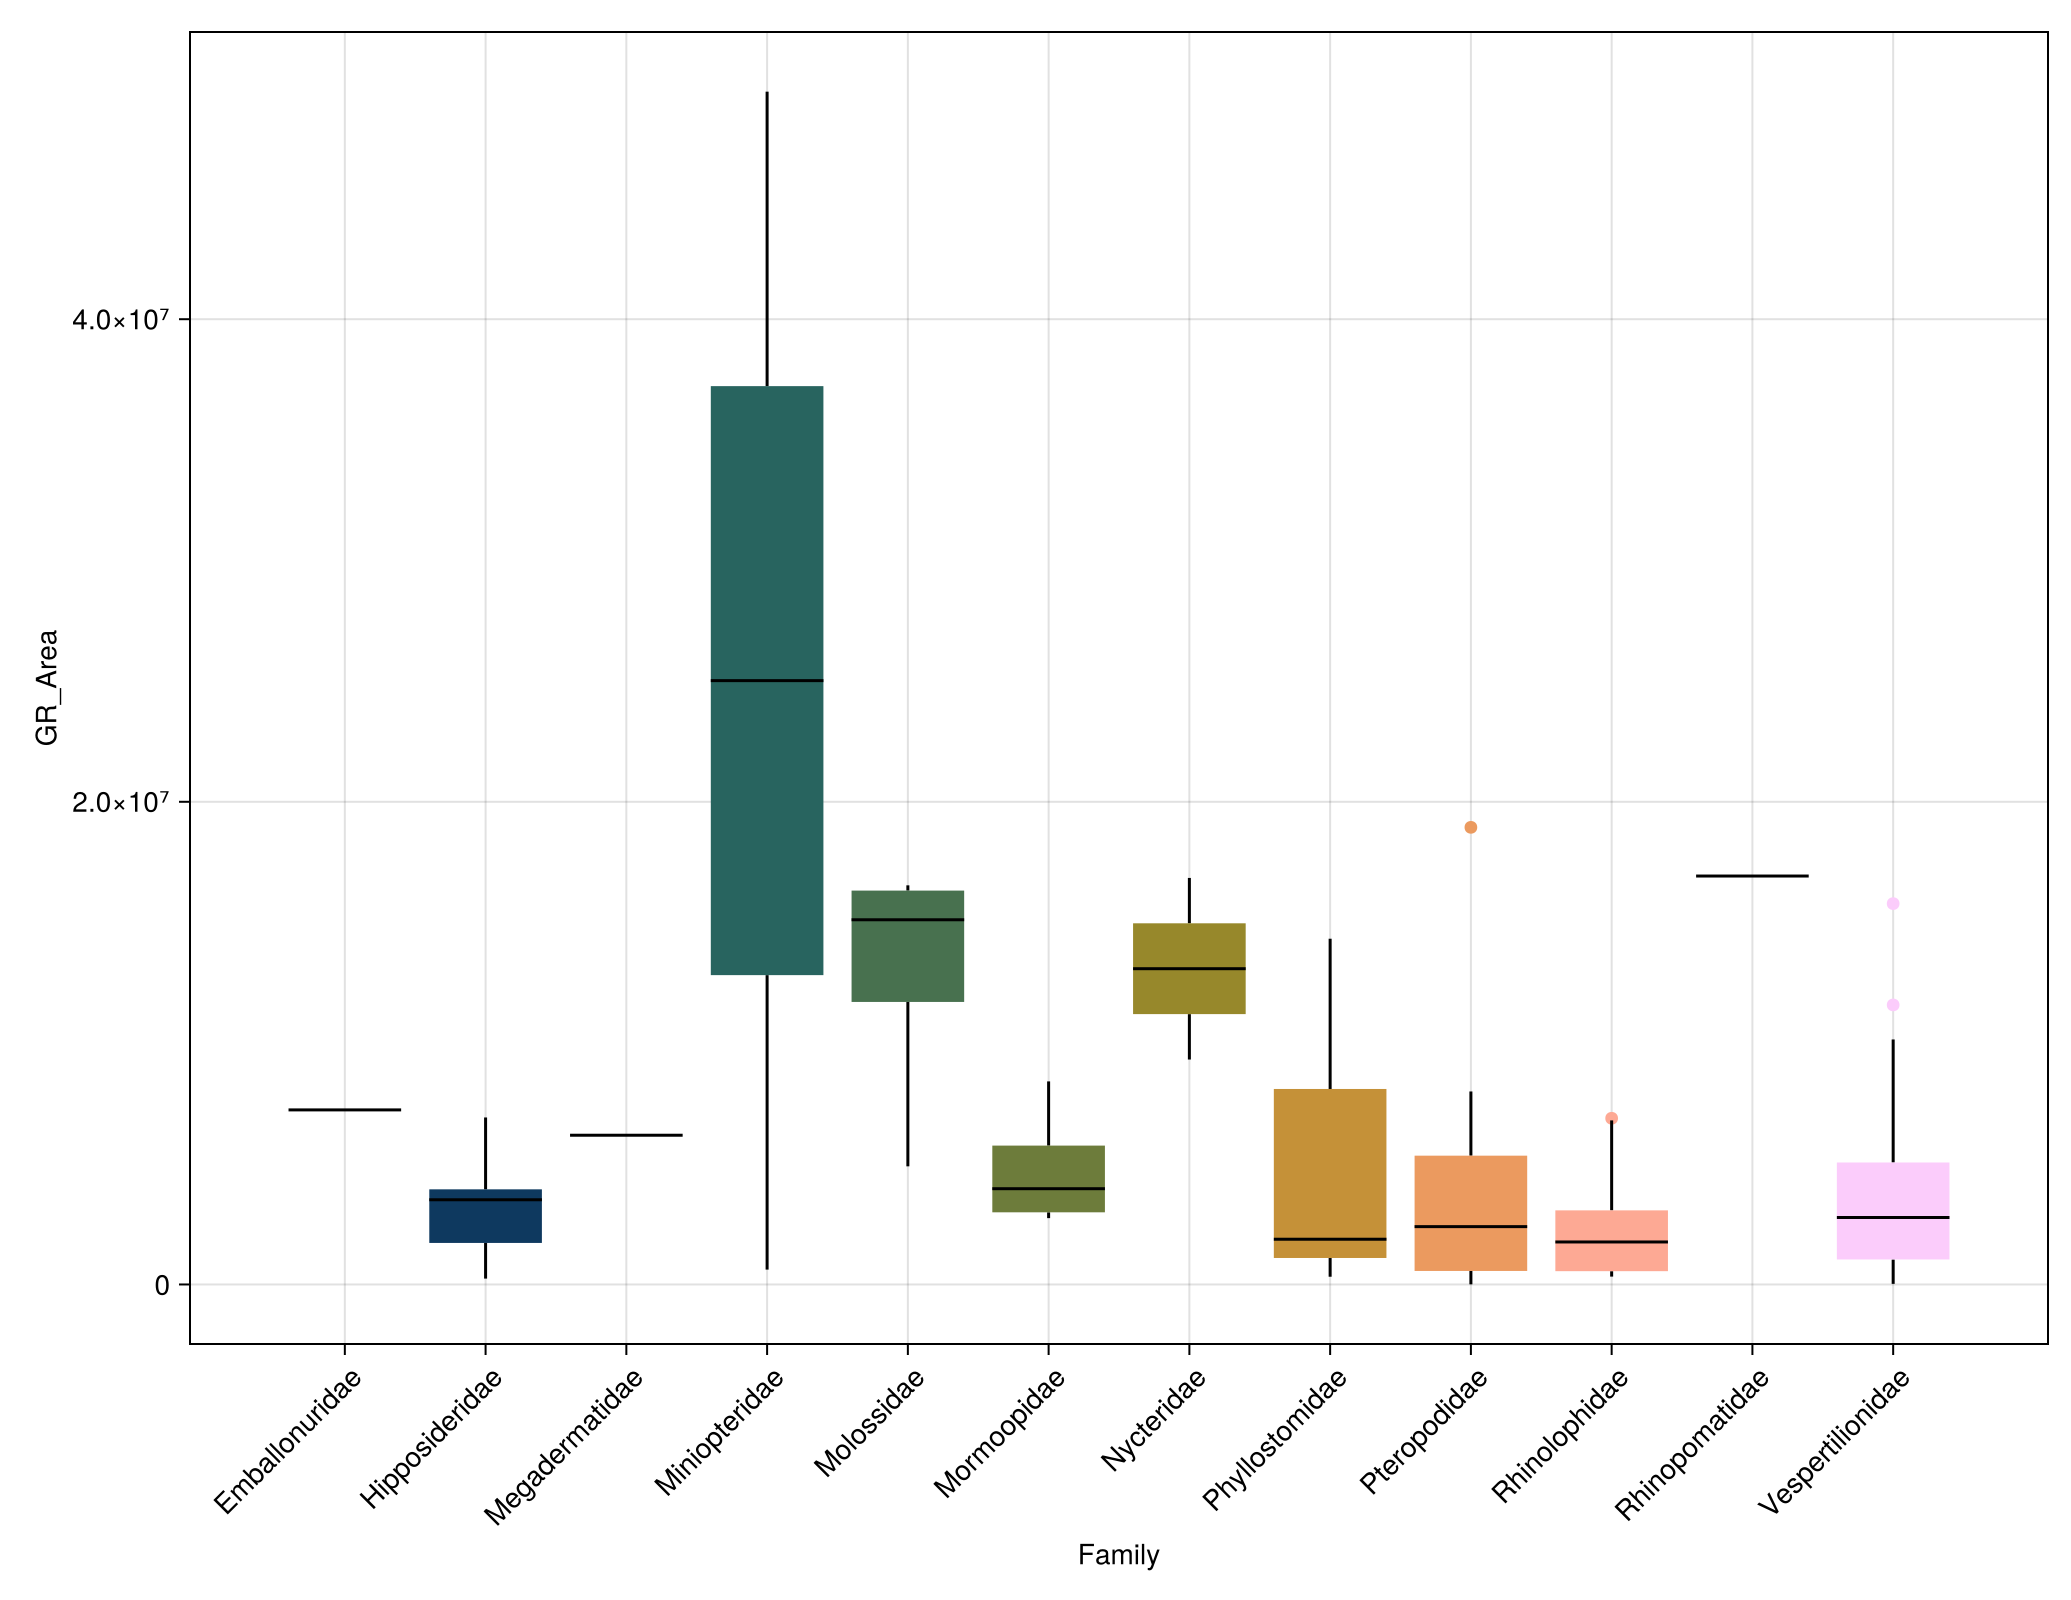 GR_Area
4.0×10⁷
2.0×10⁷
0
Emballonuridae
Hipposideridae
Megadermatidae
Miniopteridae
Molossidae
Mormoopidae
Nycteridae
Phyllostomidae
Pteropodidae
Rhinolophidae
Rhinopomatidae
Vespertilionidae
Family